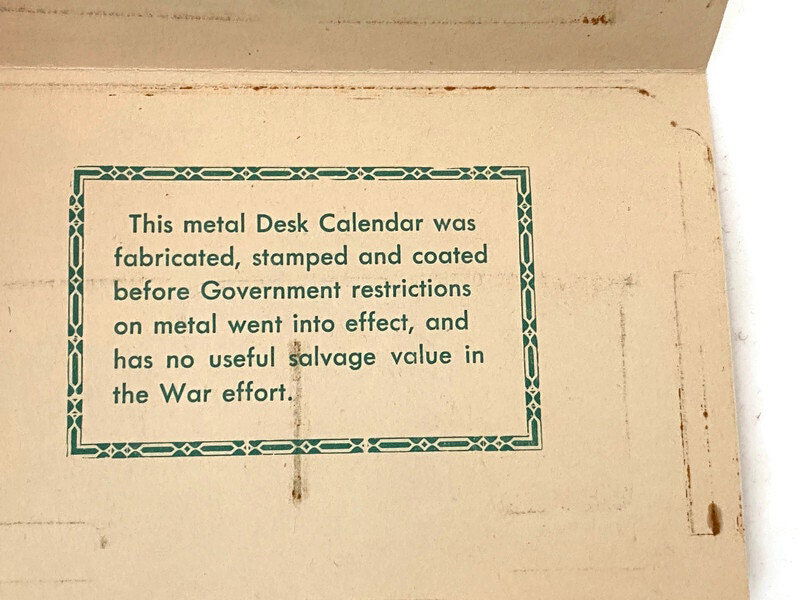 This metal Desk Calendar was
fabricated, stamped and coated
before Government restrictions
on metal went into effect, and
has no useful salvage value in
the War effort.